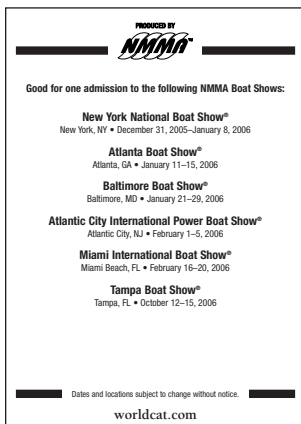 PRODUCED BY
NMMA™
Good for one admission to the following NMMA Boat Shows:
New York National Boat Show®
New York, NY • December 31, 2005–January 8, 2006
Atlanta Boat Show®
Atlanta, GA • January 11–15, 2006
Baltimore Boat Show®
Baltimore, MD • January 21–29, 2006
Atlantic City International Power Boat Show®
Atlantic City, NJ • February 1–5, 2006
Miami International Boat Show®
Miami Beach, FL • February 16–20, 2006
Tampa Boat Show®
Tampa, FL • October 12–15, 2006
Dates and locations subject to change without notice.
worldcat.com